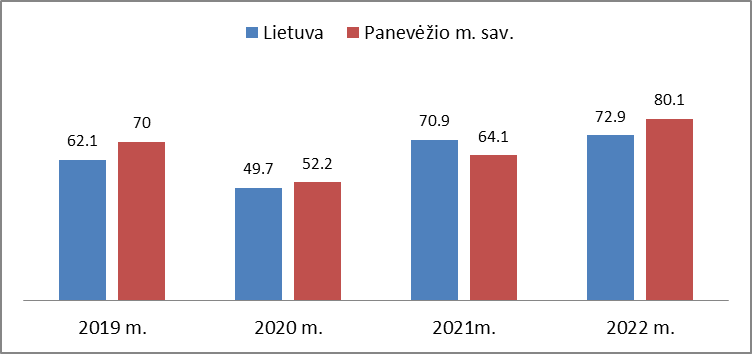 Lietuva Panevėžio m. sav.
62.1 70 49.7 52.2 70.9 64.1 72.9 80.1
2019 m. 2020 m. 2021m. 2022 m.